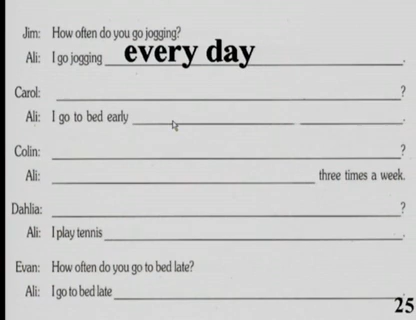 Jim: How often do you go jogging?
Ali: I go jogging every day.
Carol: ?
Ali: I go to bed early .
Colin: ?
Ali: three times a week.
Dahlia: ?
Ali: I play tennis .
Evan: How often do you go to bed late?
Ali: I go to bed late .
25